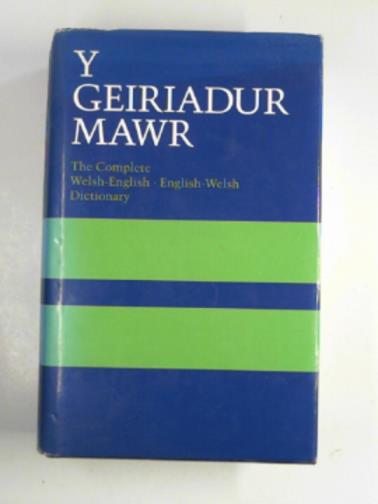 Y
GEIRIADUR
MAWR
The Complete
Welsh-English · English-Welsh
Dictionary